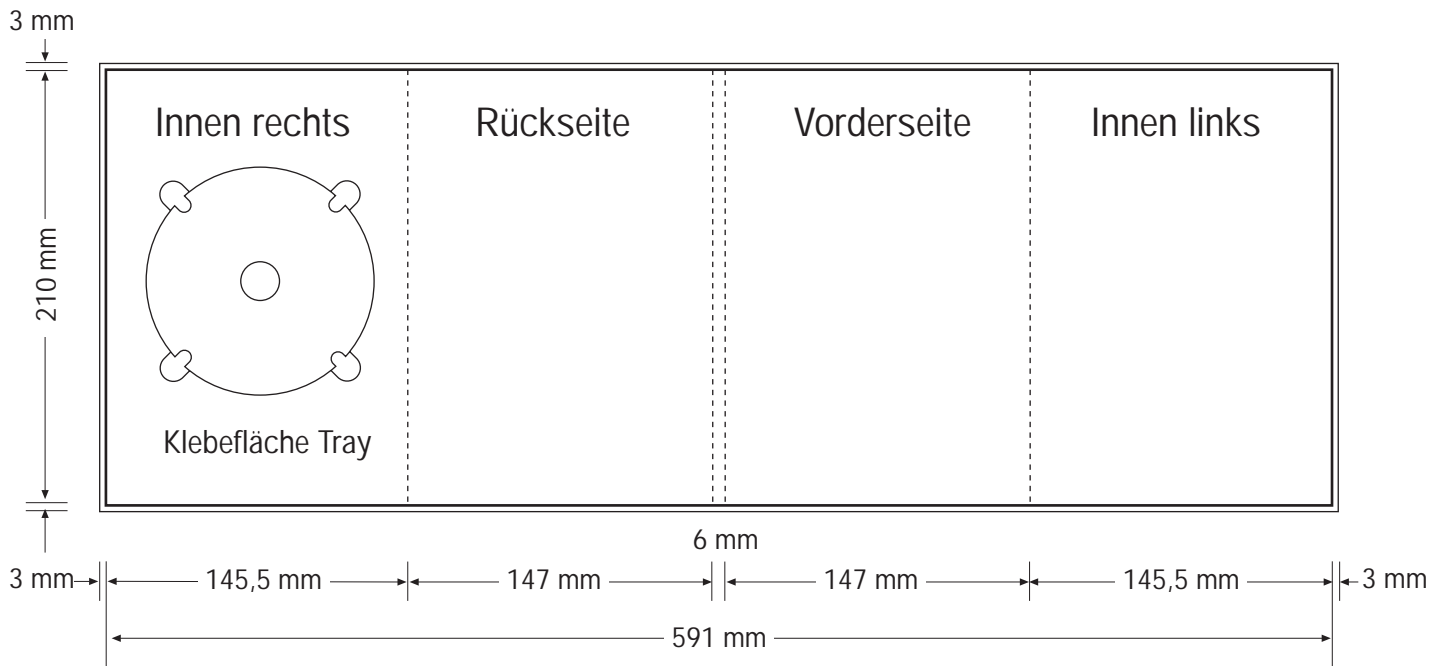 3 mm
Innen rechts
Rückseite
Vorderseite
Innen links
210 mm
Klebefläche Tray
6 mm
3 mm
145,5 mm
147 mm
147 mm
145,5 mm
3 mm
591 mm